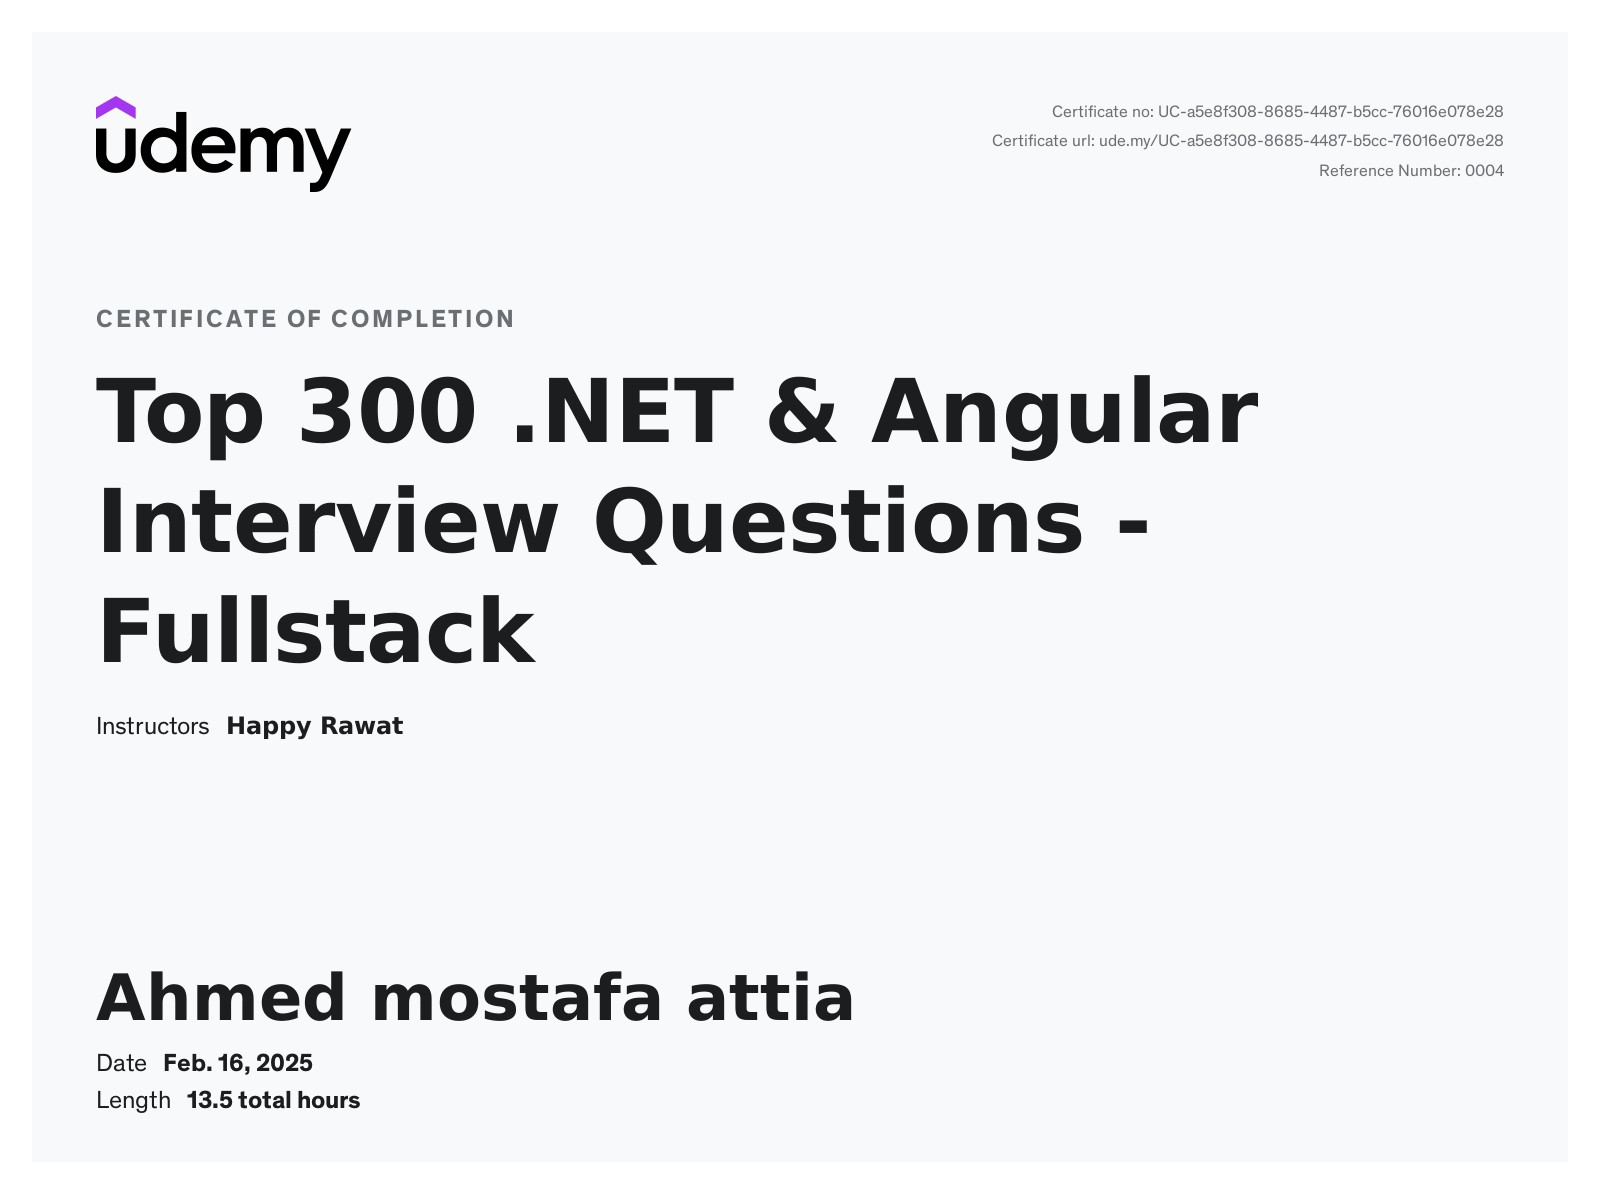 udemy
Certificate no: UC-a5e8f308-8685-4487-b5cc-76016e078e28
Certificate url: ude.my/UC-a5e8f308-8685-4487-b5cc-76016e078e28
Reference Number: 0004
CERTIFICATE OF COMPLETION
Top 300 .NET & Angular
Interview Questions -
Fullstack
Instructors Happy Rawat
Ahmed mostafa attia
Date Feb. 16, 2025
Length 13.5 total hours